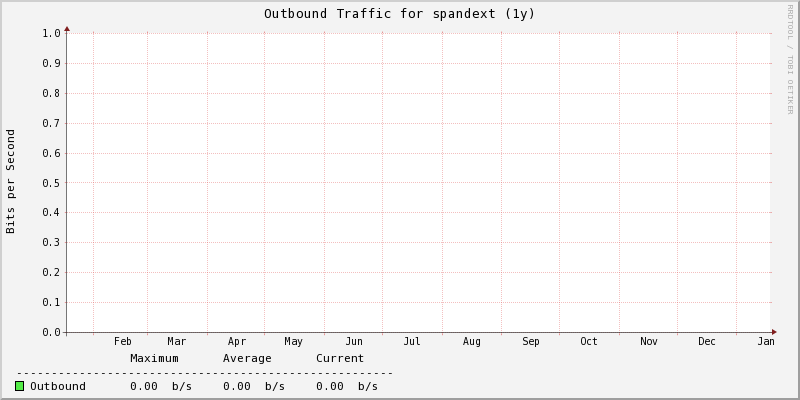 Outbound Traffic for spandext (1y)
RRDTOOL / TOBI OETIKER
Bits per Second
1.0
0.9
0.8
0.7
0.6
0.5
0.4
0.3
0.2
0.1
0.0
Feb Mar Apr May Jun Jul Aug Sep Oct Nov Dec Jan
Maximum Average Current
Outbound 0.00 b/s 0.00 b/s 0.00 b/s